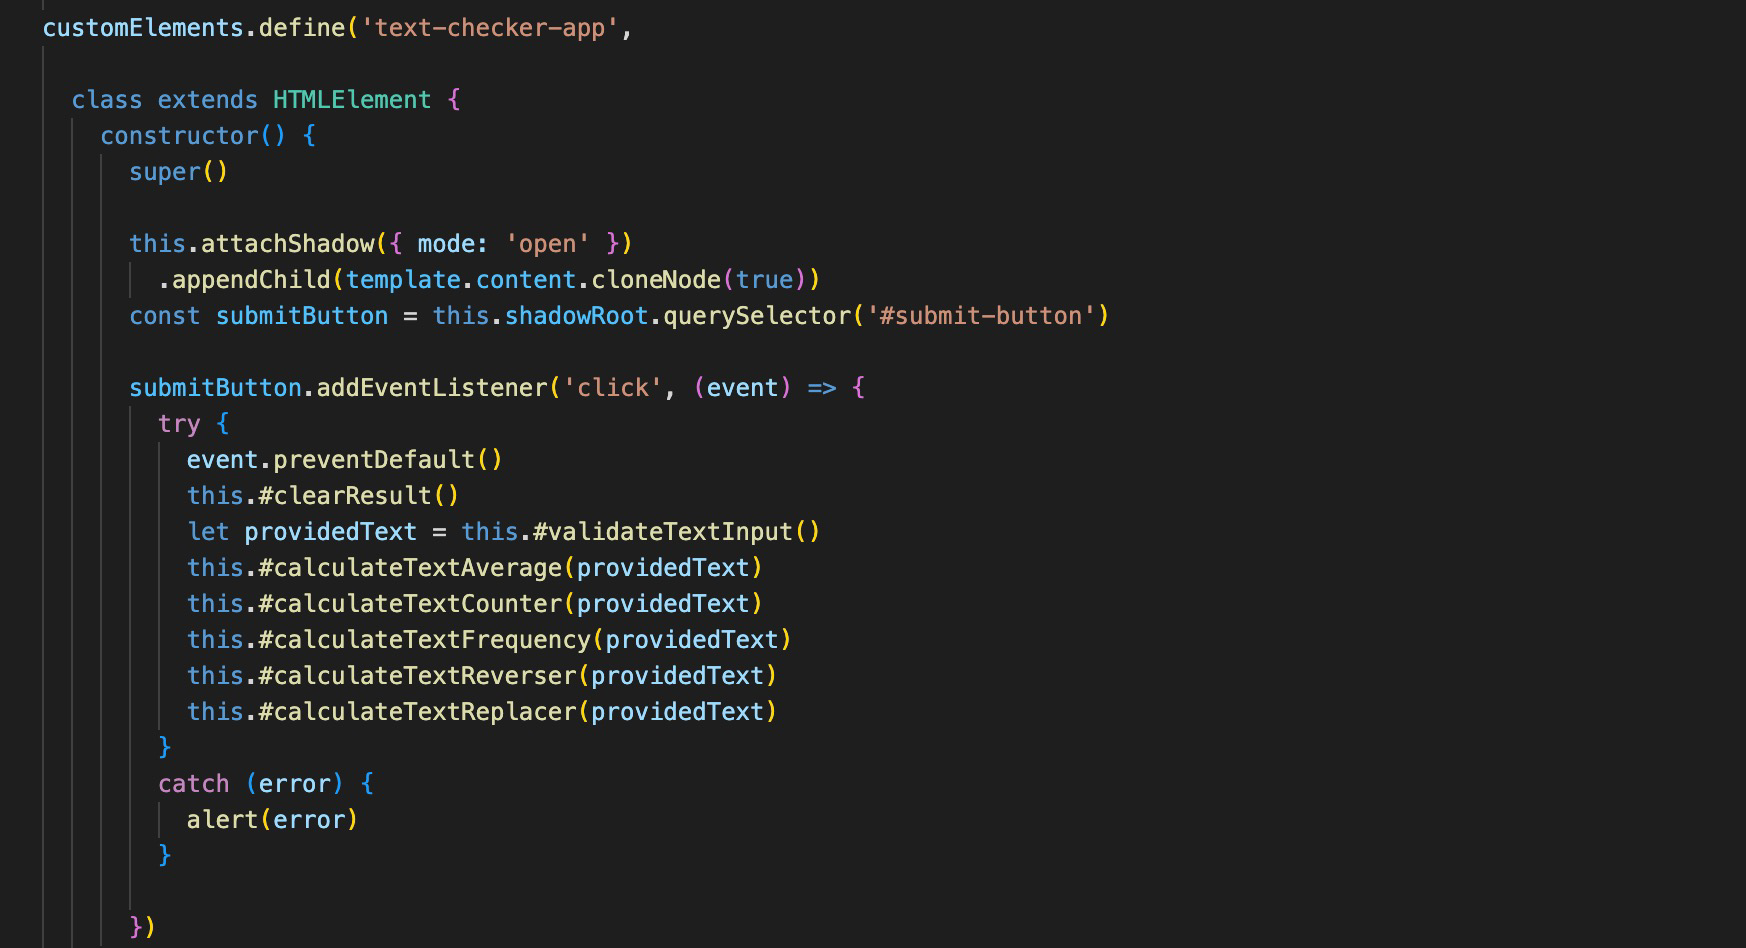 customElements.define('text-checker-app',
class extends HTMLElement {
constructor() {
super()
this.attachShadow({ mode: 'open' })
.appendChild(template.content.cloneNode(true))
const submitButton = this.shadowRoot.querySelector('#submit-button')
submitButton.addEventListener('click', (event) => {
try {
event.preventDefault()
this.#clearResult()
let providedText = this.#validateTextInput()
this.#calculateTextAverage(providedText)
this.#calculateTextCounter(providedText)
this.#calculateTextFrequency(providedText)
this.#calculateTextReverser(providedText)
this.#calculateTextReplacer(providedText)
}
catch (error) {
alert(error)
}
})